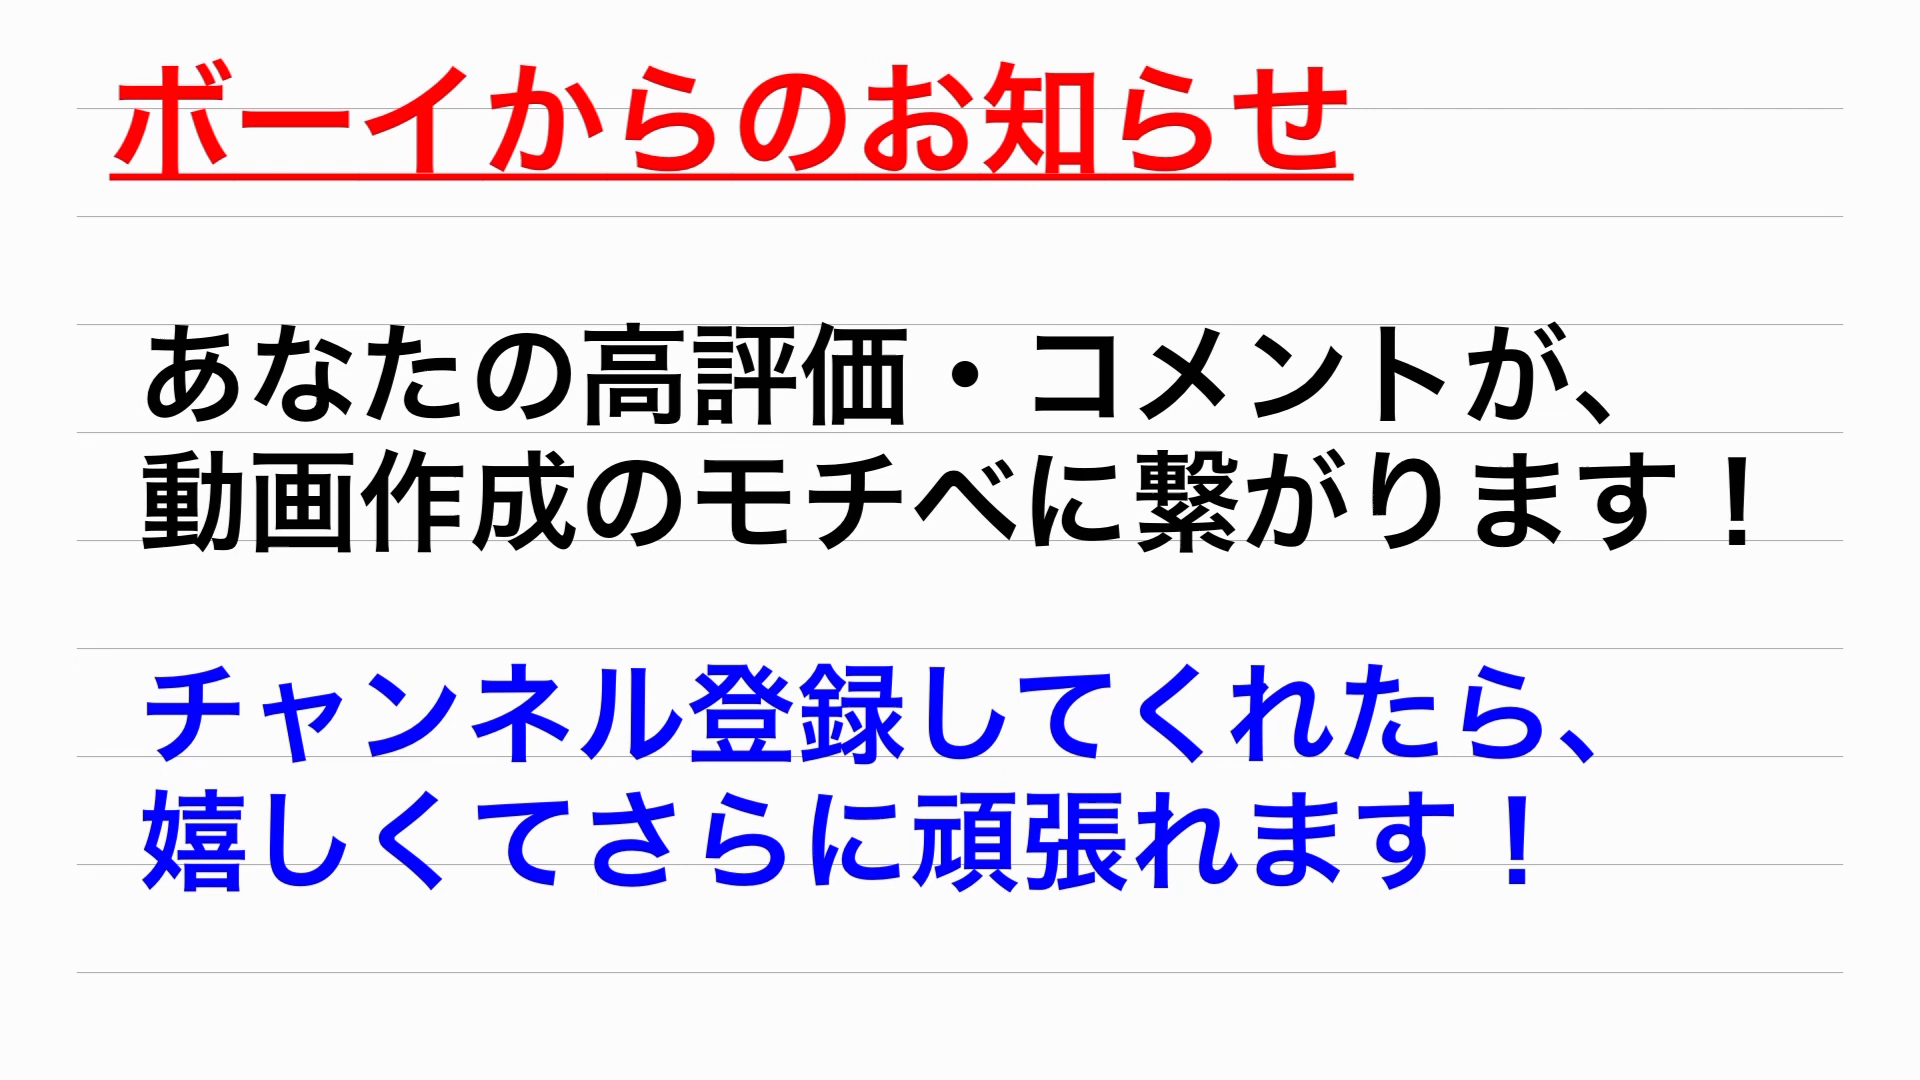 ボーイからのお知らせ
あなたの高評価・コメントが、
動画作成のモチベに繋がります！
チャンネル登録してくれたら、
嬉しくてさらに頑張れます！